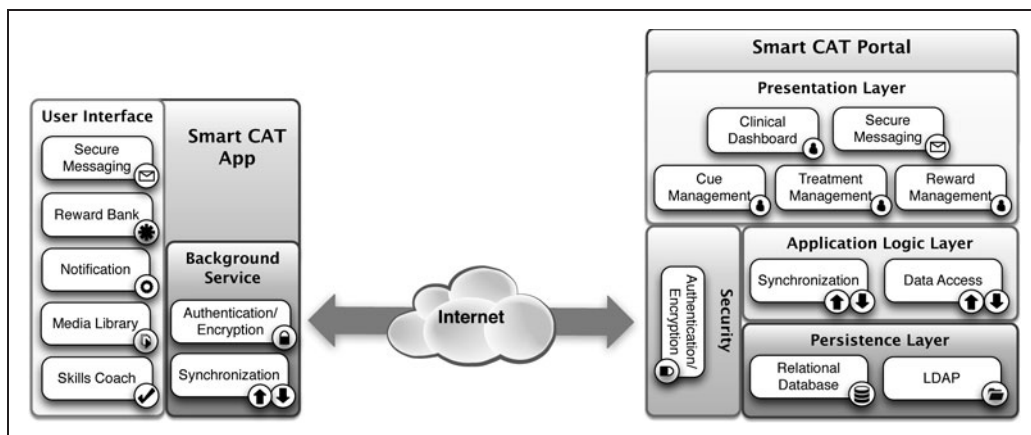 User Interface
Secure
Messaging
Reward Bank
Notification
Media Library
Skills Coach
Smart CAT
App
Background
Service
Authentication/
Encryption
Synchronization
Internet
Smart CAT Portal
Presentation Layer
Clinical
Dashboard
Secure
Messaging
Cue
Management
Treatment
Management
Reward
Management
Security
Authentication/
Encryption
Application Logic Layer
Synchronization
Data Access
Persistence Layer
Relational
Database
LDAP